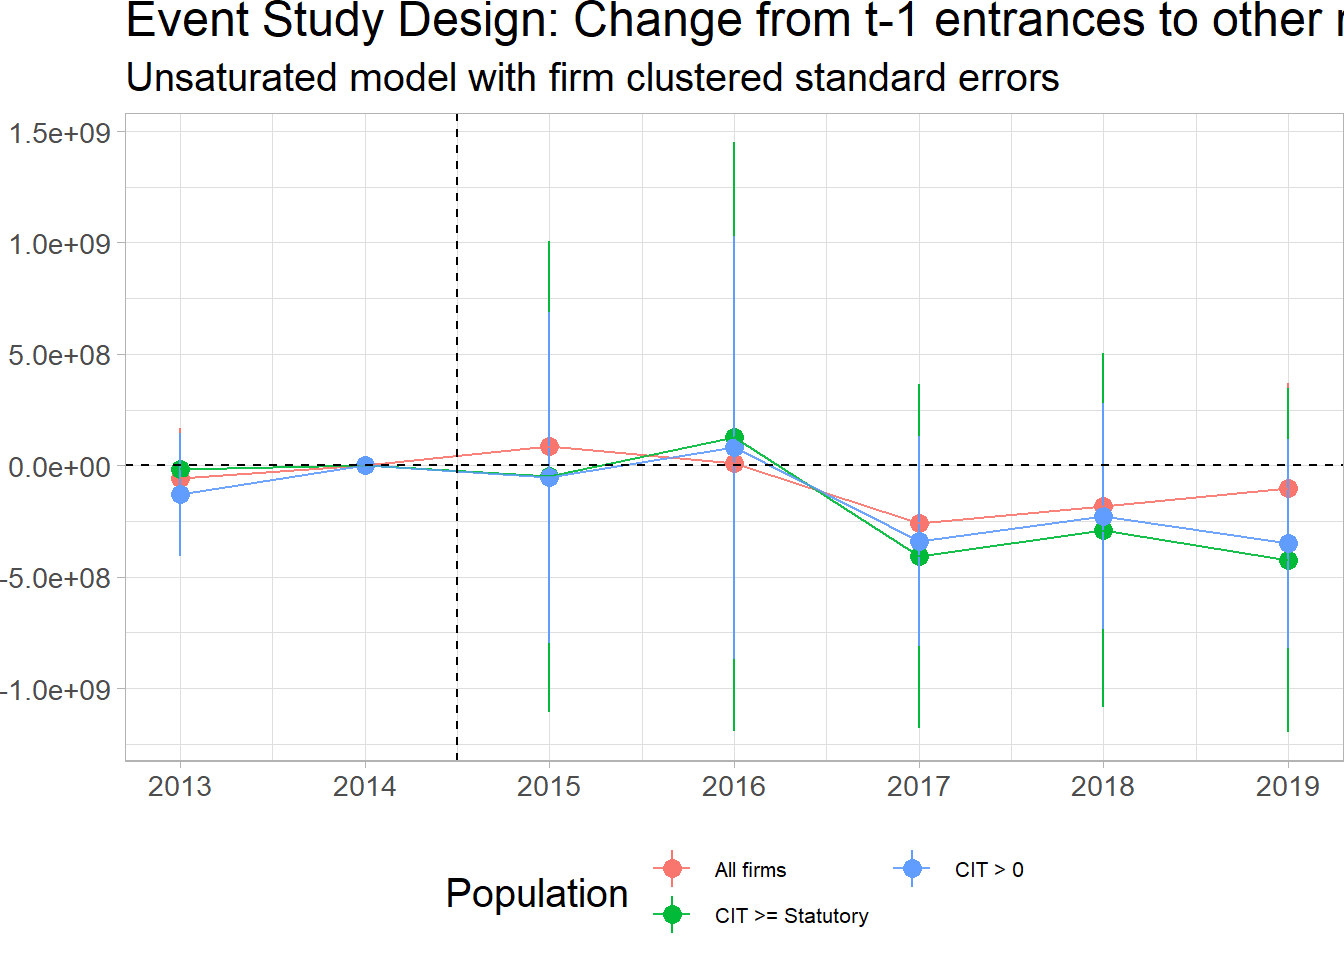 Event Study Design: Change from t-1 entrances to other
Unsaturated model with firm clustered standard errors
1.5e+09
1.0e+09
5.0e+08
0.0e+00
-5.0e+08
-1.0e+09
2013 2014 2015 2016 2017 2018 2019
Population
All firms
CIT > 0
CIT >= Statutory